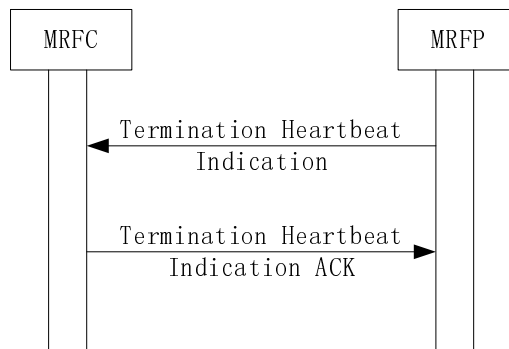 MRFC
MRFP
Termination Heartbeat
Indication
Termination Heartbeat
Indication ACK